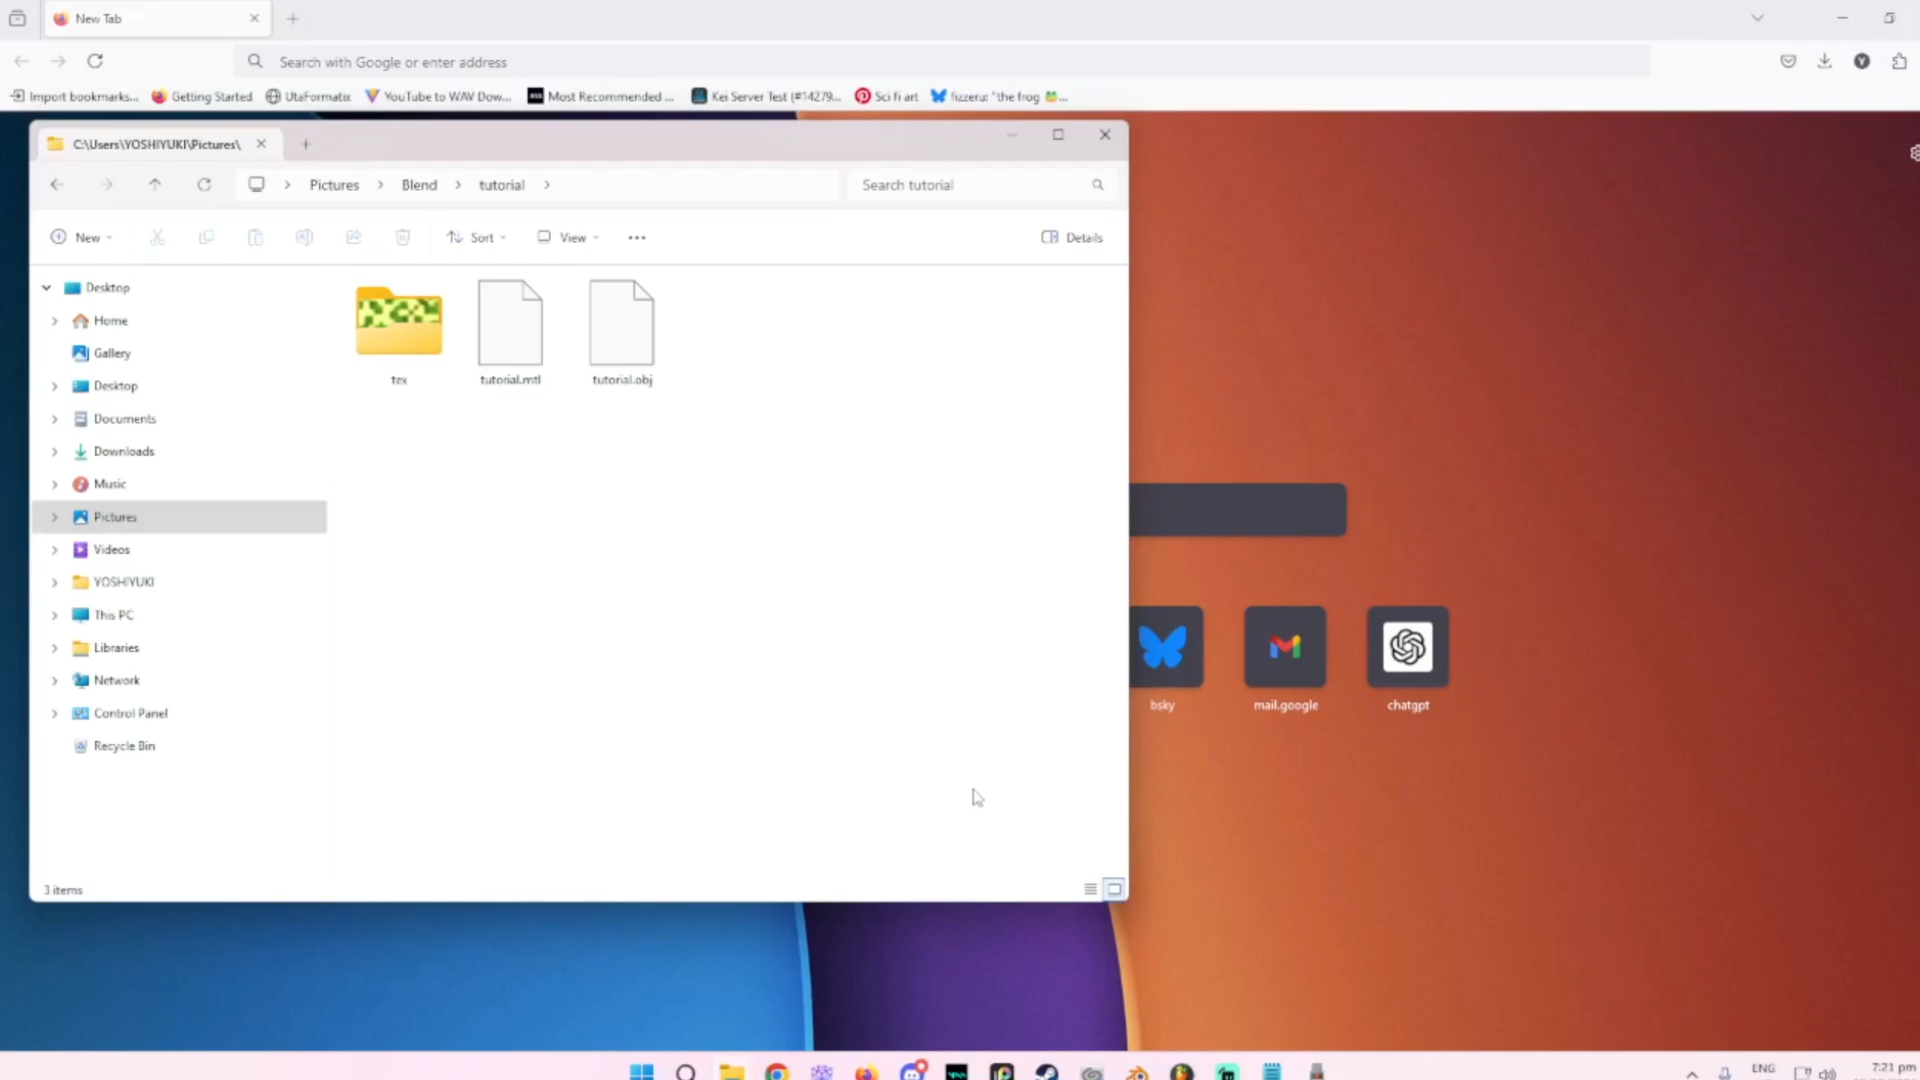 New Tab
Search with Google or enter address
Import bookmarks...
Getting Started
UtaFormatix
YouTube to WAV Dow...
Most Recommended ...
Kei Server Test (#14279...
Sci fi art
fizzeru: "the frog 🐸...
C:\Users\YOSHIYUKI\Pictures\
Pictures
Blend
tutorial
Search tutorial
New
Sort
View
Details
Desktop
Home
Gallery
Desktop
Documents
Downloads
Music
Pictures
Videos
YOSHIYUKI
This PC
Libraries
Network
Control Panel
Recycle Bin
tex
tutorial.mtl
tutorial.obj
bsky
mail.google
chatgpt
3 items
ENG
7:21 pm